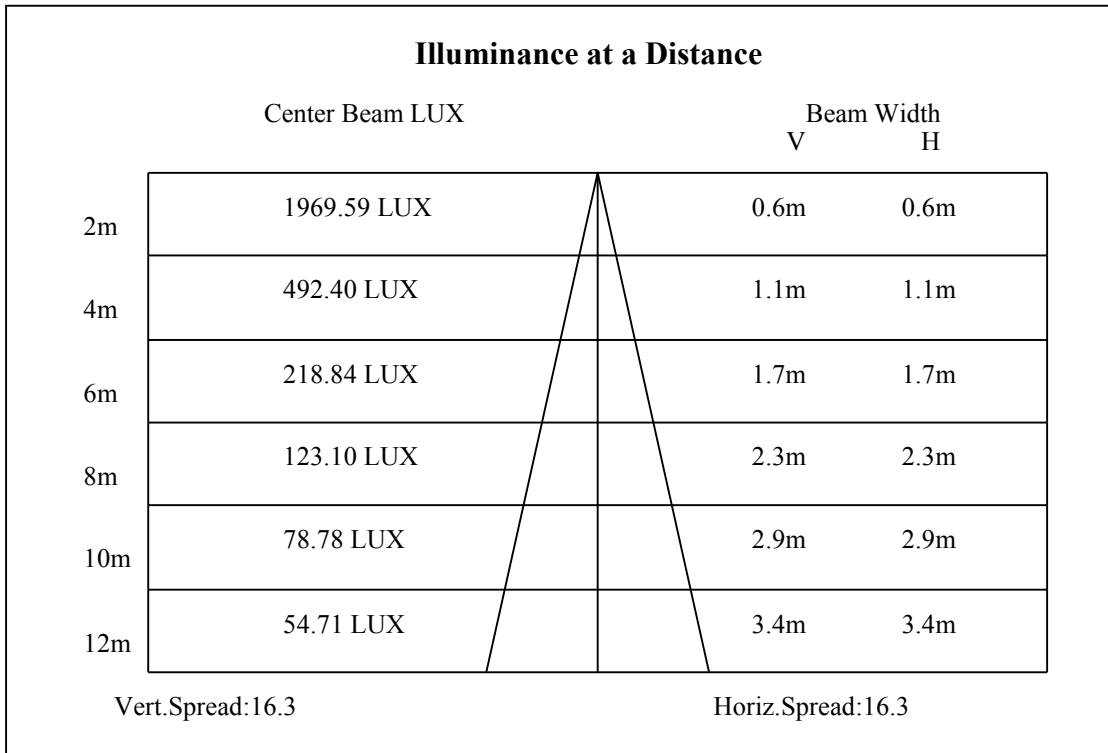 Illuminance at a Distance
Center Beam LUX Beam Width
V H
2m 1969.59 LUX 0.6m 0.6m
4m 492.40 LUX 1.1m 1.1m
6m 218.84 LUX 1.7m 1.7m
8m 123.10 LUX 2.3m 2.3m
10m 78.78 LUX 2.9m 2.9m
12m 54.71 LUX 3.4m 3.4m
Vert.Spread:16.3 Horiz.Spread:16.3